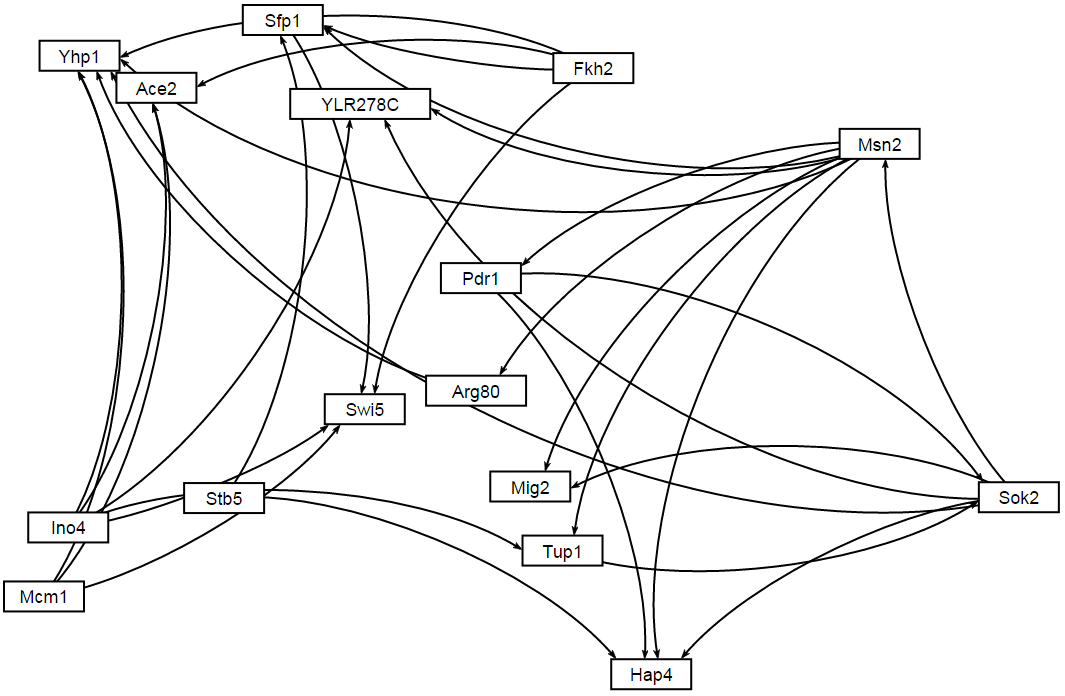 Sfp1
Yhp1
Fkh2
Ace2
YLR278C
Msn2
Pdr1
Arg80
Swi5
Mig2
Stb5
Sok2
Ino4
Tup1
Mcm1
Hap4